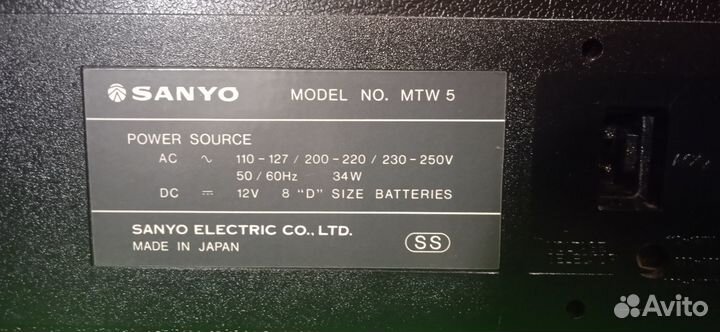 SANYO MODEL NO. MTW 5
POWER SOURCE
AC ~ 110-127 / 200-220 / 230-250V
50 / 60Hz 34W
DC ⎓ 12V 8 "D" SIZE BATTERIES
SANYO ELECTRIC CO., LTD.
MADE IN JAPAN
SS
Avito